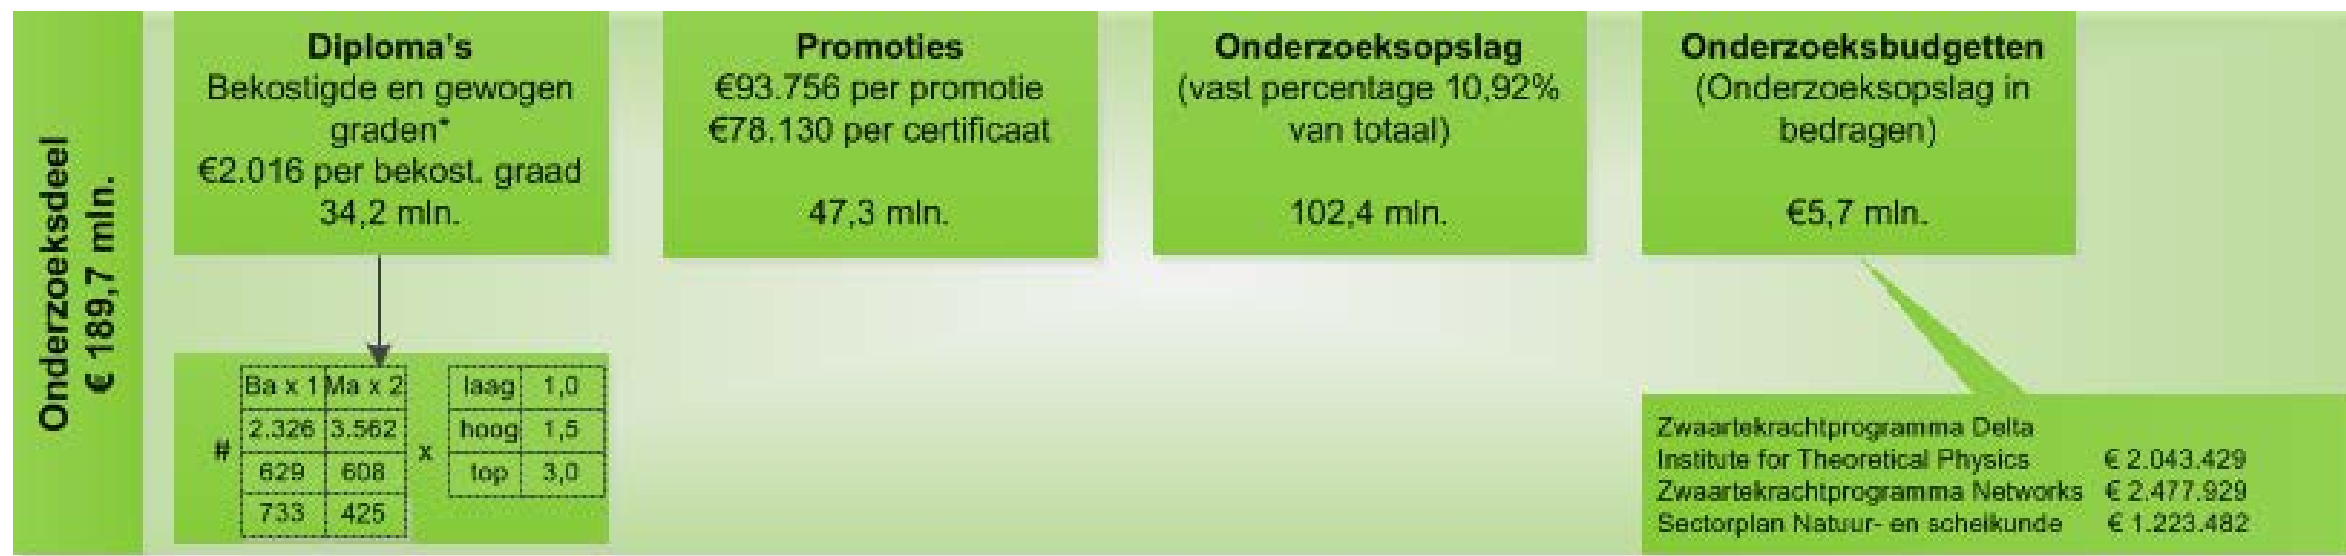 Onderzoeksdeel
€ 189,7 mln.
Diploma's
Bekostigde en gewogen
graden*
€2.016 per bekost. graad
34,2 mln.
Promoties
€93.756 per promotie
€78.130 per certificaat
47,3 mln.
Onderzoeksopslag
(vast percentage 10,92%
van totaal)
102,4 mln.
Onderzoeksbudgetten
(Onderzoeksopslag in
bedragen)
€5,7 mln.
#
Ba x 1 Ma x 2
2.326 3.562
629 608
733 425
x
laag 1,0
hoog 1,5
top 3,0
Zwaartekrachtprogramma Delta
Institute for Theoretical Physics € 2.043.429
Zwaartekrachtprogramma Networks € 2.477.929
Sectorplan Natuur- en scheikunde € 1.223.482